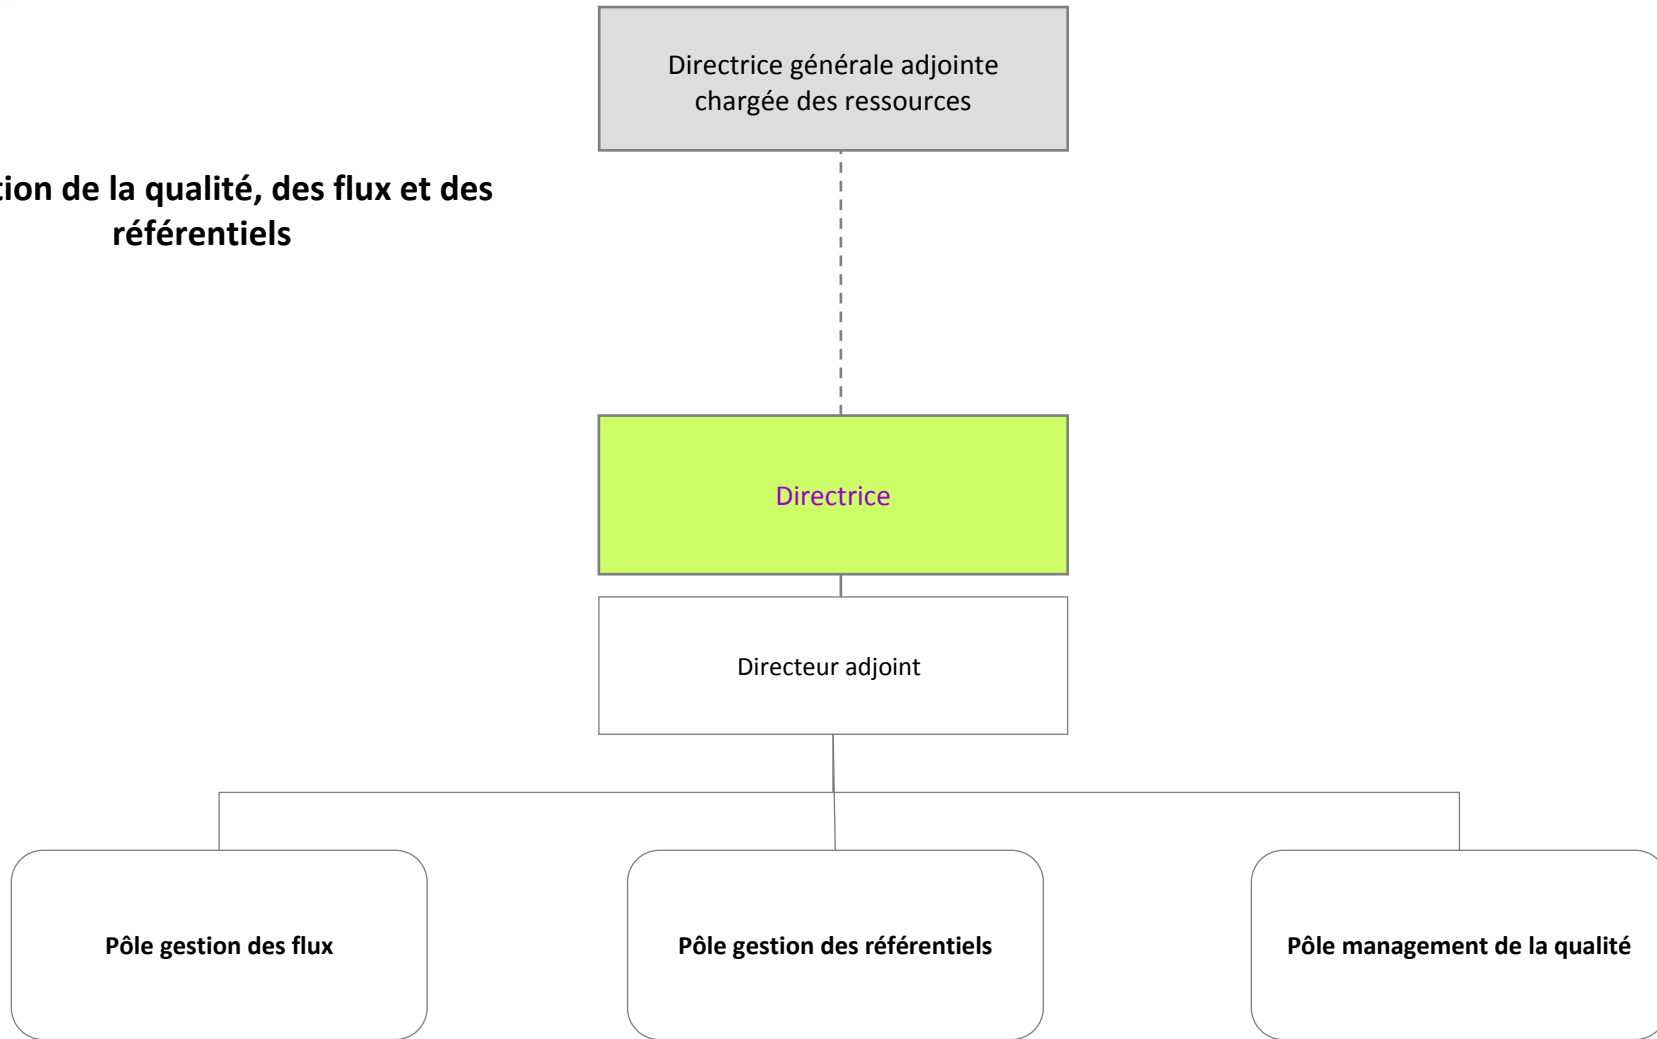 Directrice générale adjointe
chargée des ressources
tion de la qualité, des flux et des
référentiels
Directrice
Directeur adjoint
Pôle gestion des flux
Pôle gestion des référentiels
Pôle management de la qualité